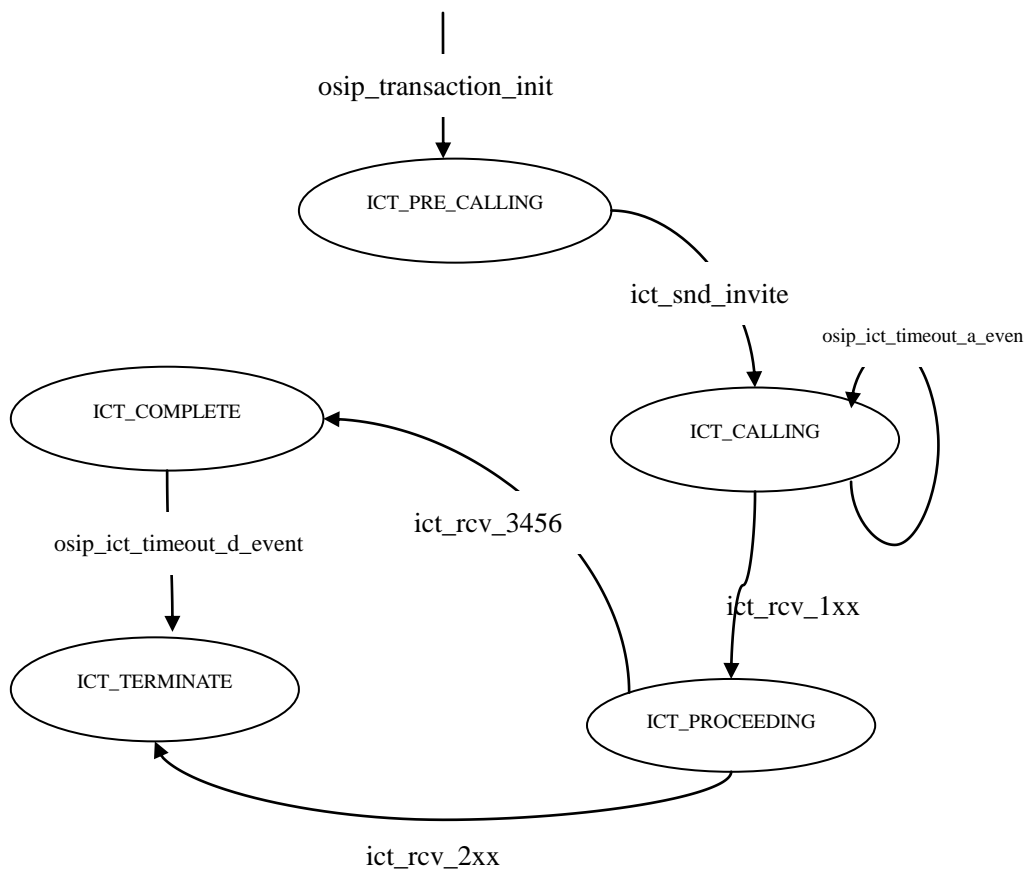 osip_transaction_init
ICT_PRE_CALLING
ict_snd_invite
osip_ict_timeout_a_even
ICT_COMPLETE
ICT_CALLING
ict_rcv_3456
osip_ict_timeout_d_event
ict_rcv_1xx
ICT_TERMINATE
ICT_PROCEEDING
ict_rcv_2xx